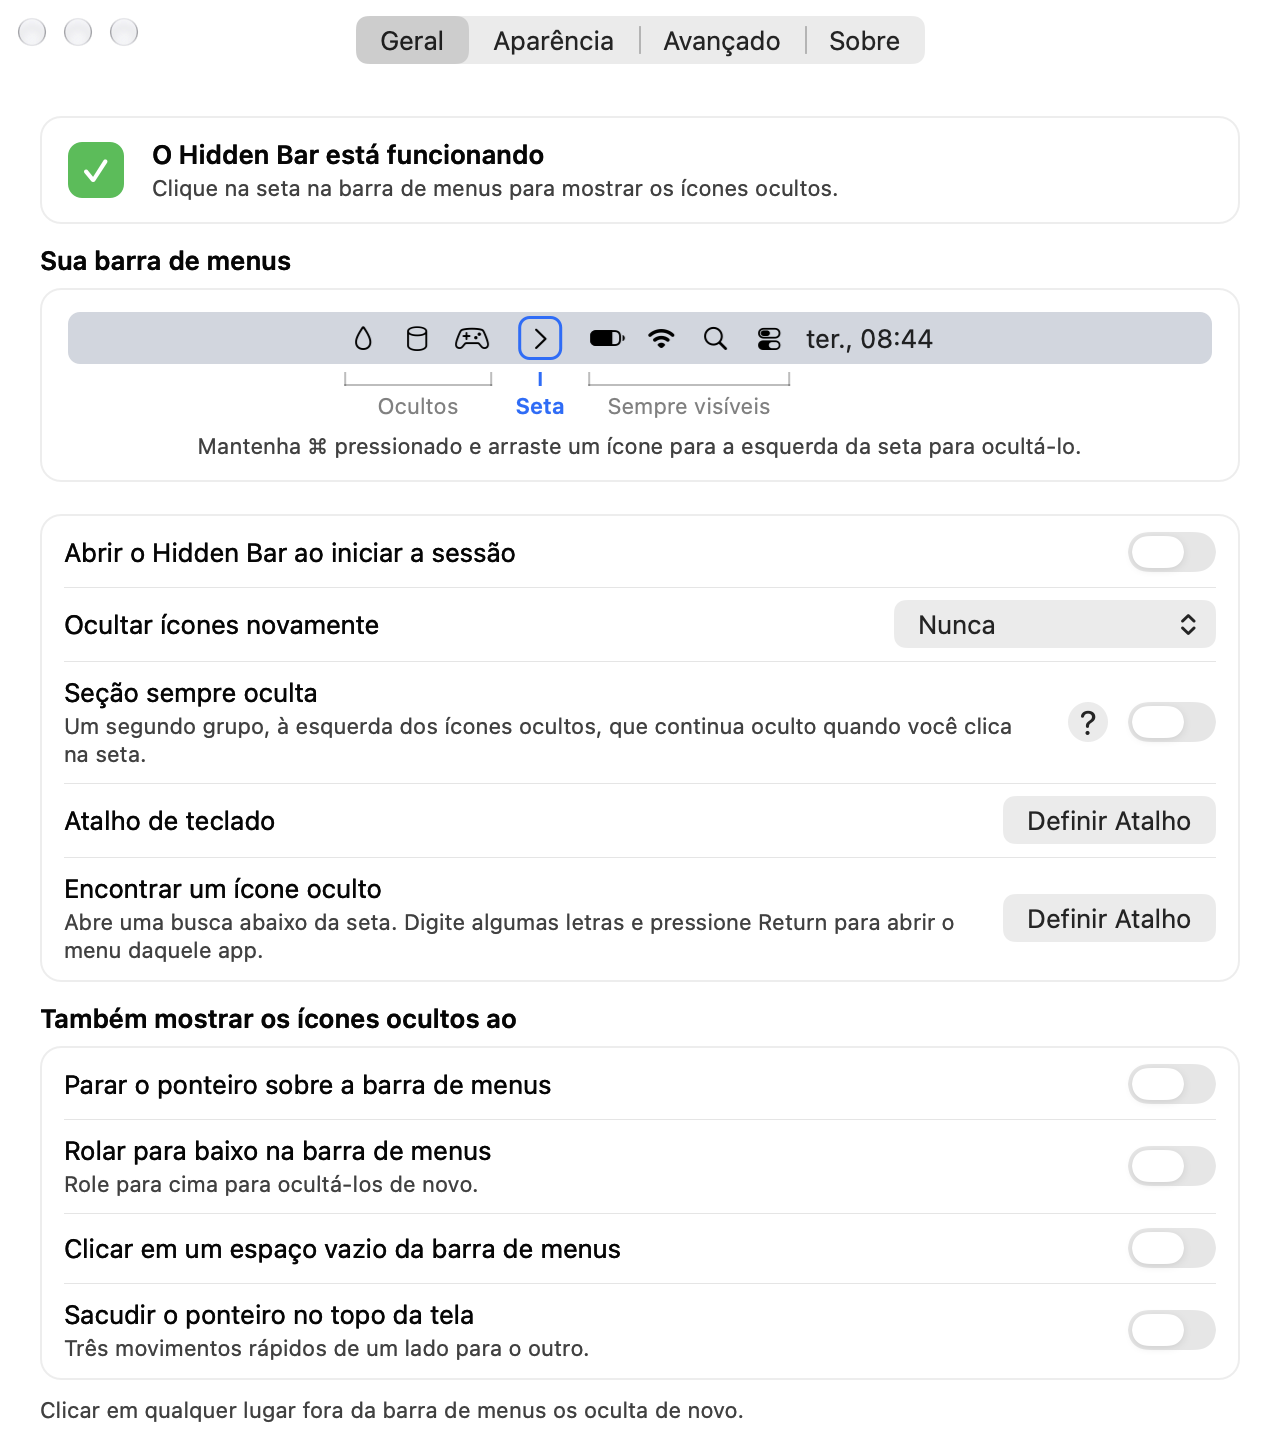 Geral
Aparência
Avançado
Sobre
O Hidden Bar está funcionando
Clique na seta na barra de menus para mostrar os ícones ocultos.
Sua barra de menus
ter., 08:44
Ocultos
Seta
Sempre visíveis
Mantenha ⌘ pressionado e arraste um ícone para a esquerda da seta para ocultá-lo.
Abrir o Hidden Bar ao iniciar a sessão
Ocultar ícones novamente
Nunca
Seção sempre oculta
Um segundo grupo, à esquerda dos ícones ocultos, que continua oculto quando você clica
na seta.
?
Atalho de teclado
Definir Atalho
Encontrar um ícone oculto
Abre uma busca abaixo da seta. Digite algumas letras e pressione Return para abrir o
menu daquele app.
Definir Atalho
Também mostrar os ícones ocultos ao
Parar o ponteiro sobre a barra de menus
Rolar para baixo na barra de menus
Role para cima para ocultá-los de novo.
Clicar em um espaço vazio da barra de menus
Sacudir o ponteiro no topo da tela
Três movimentos rápidos de um lado para o outro.
Clicar em qualquer lugar fora da barra de menus os oculta de novo.